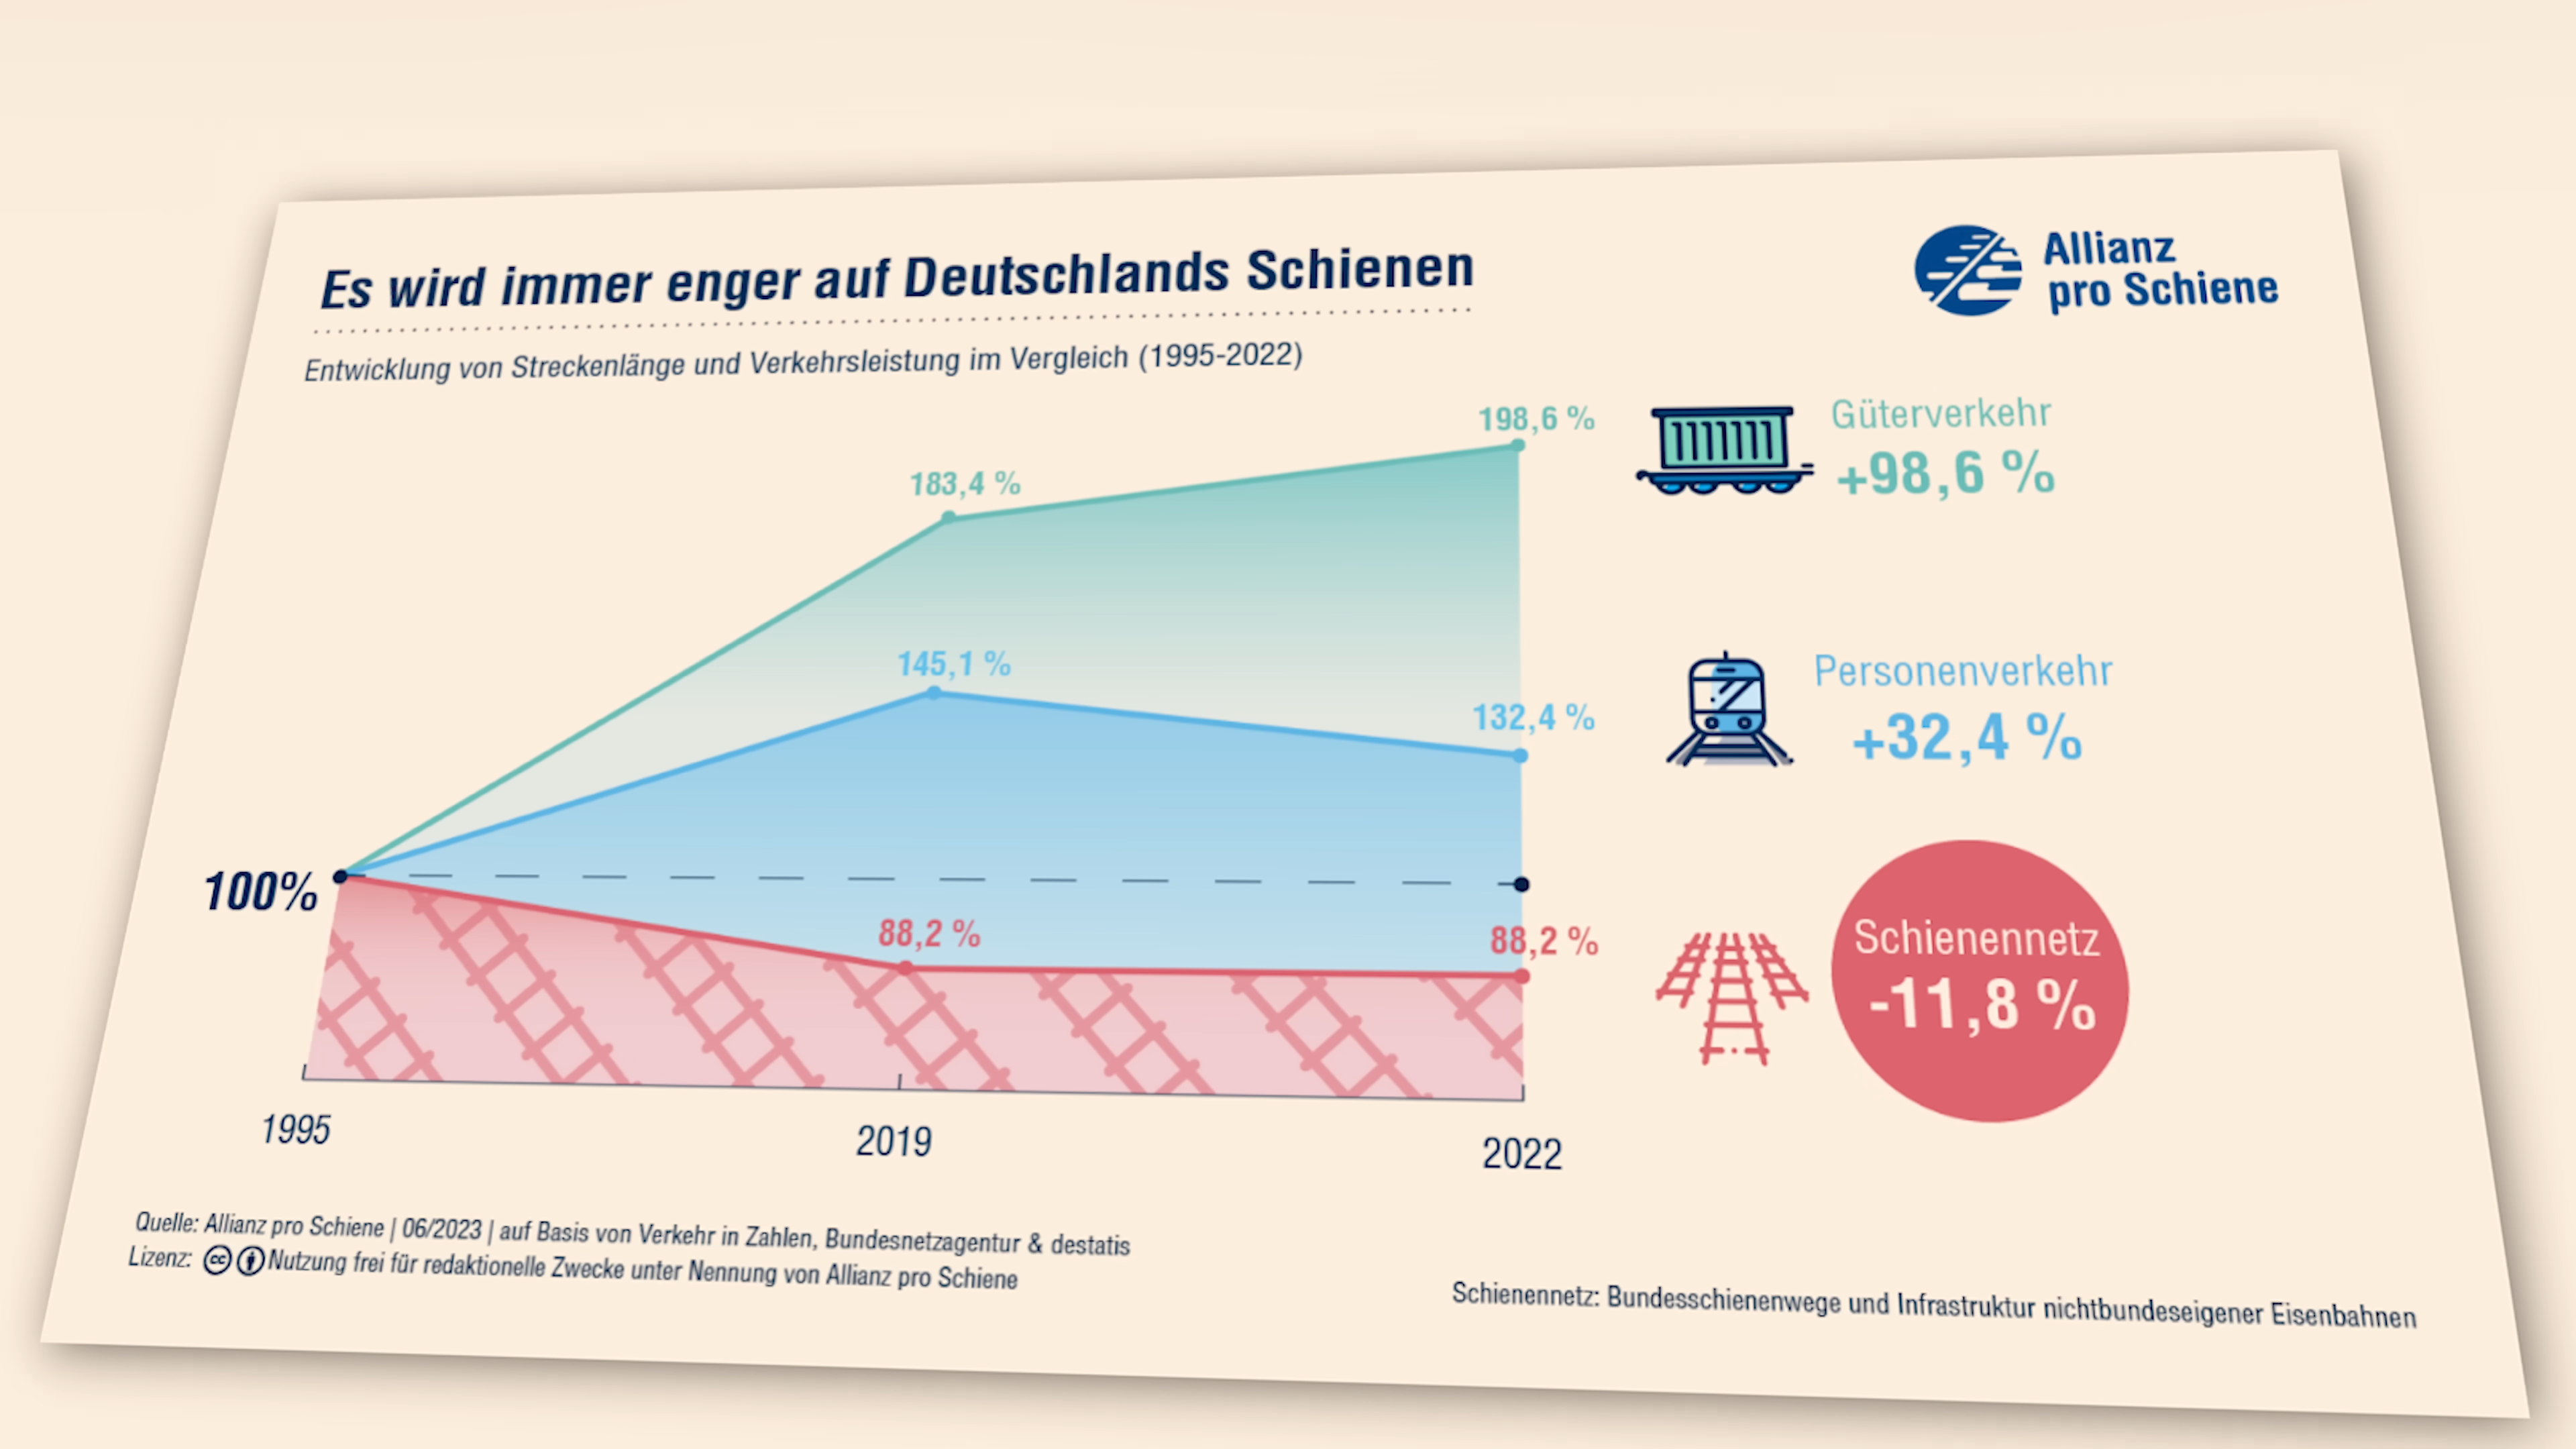 Es wird immer enger auf Deutschlands Schienen
Entwicklung von Streckenlänge und Verkehrsleistung im Vergleich (1995-2022)
Allianz
pro Schiene
198,6 %
183,4 %
145,1 %
132,4 %
100%
88,2 %
88,2 %
1995
2019
2022
Güterverkehr
+98,6 %
Personenverkehr
+32,4 %
Schienennetz
-11,8 %
Quelle: Allianz pro Schiene | 06/2023 | auf Basis von Verkehr in Zahlen, Bundesnetzagentur & destatis
Lizenz: cc Nutzung frei für redaktionelle Zwecke unter Nennung von Allianz pro Schiene
Schienennetz: Bundesschienenwege und Infrastruktur nichtbundeseigener Eisenbahnen